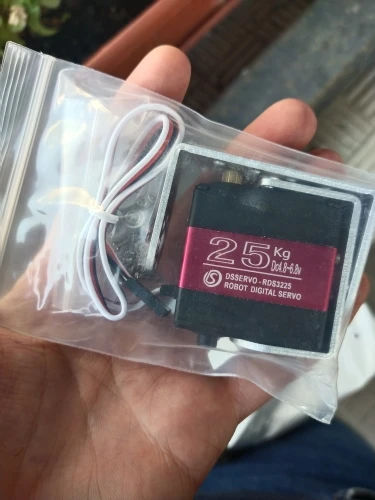 25Kg
Dc4.8-6.8v
DSSERVO - RDS3225
ROBOT DIGITAL SERVO